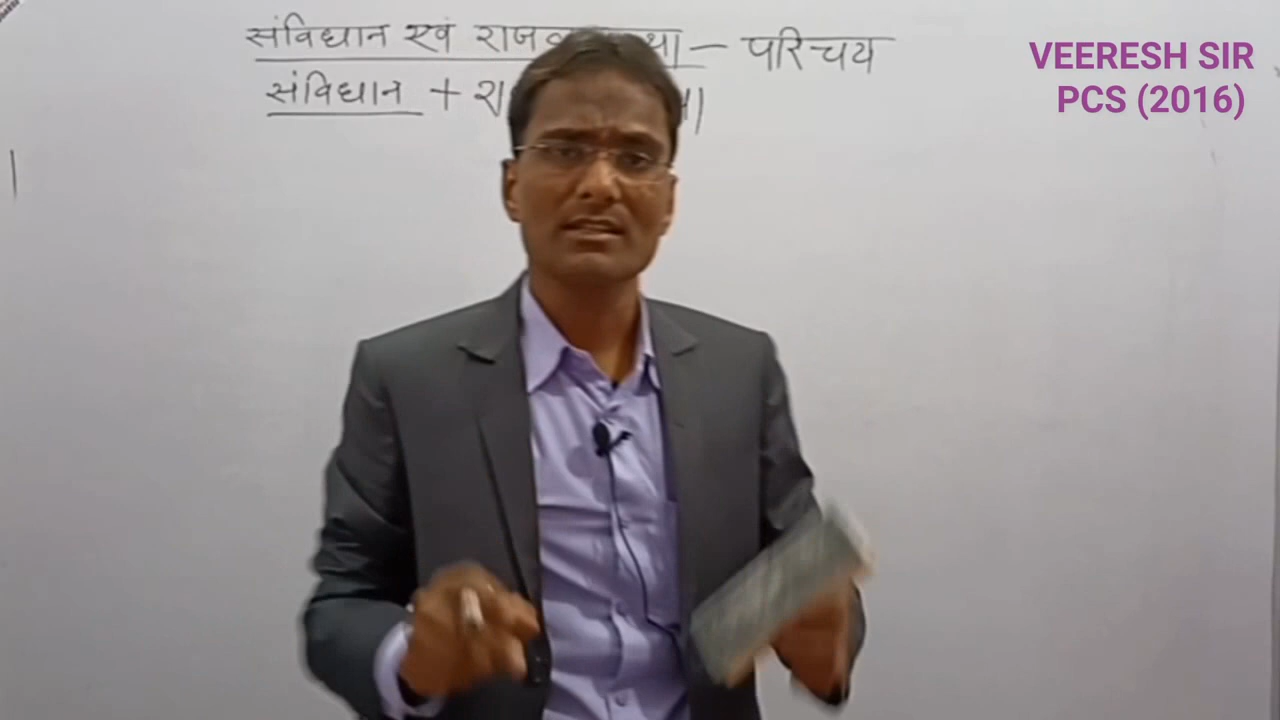 संविधान एवं - परिचय
संविधान +
VEERESH SIR
PCS (2016)